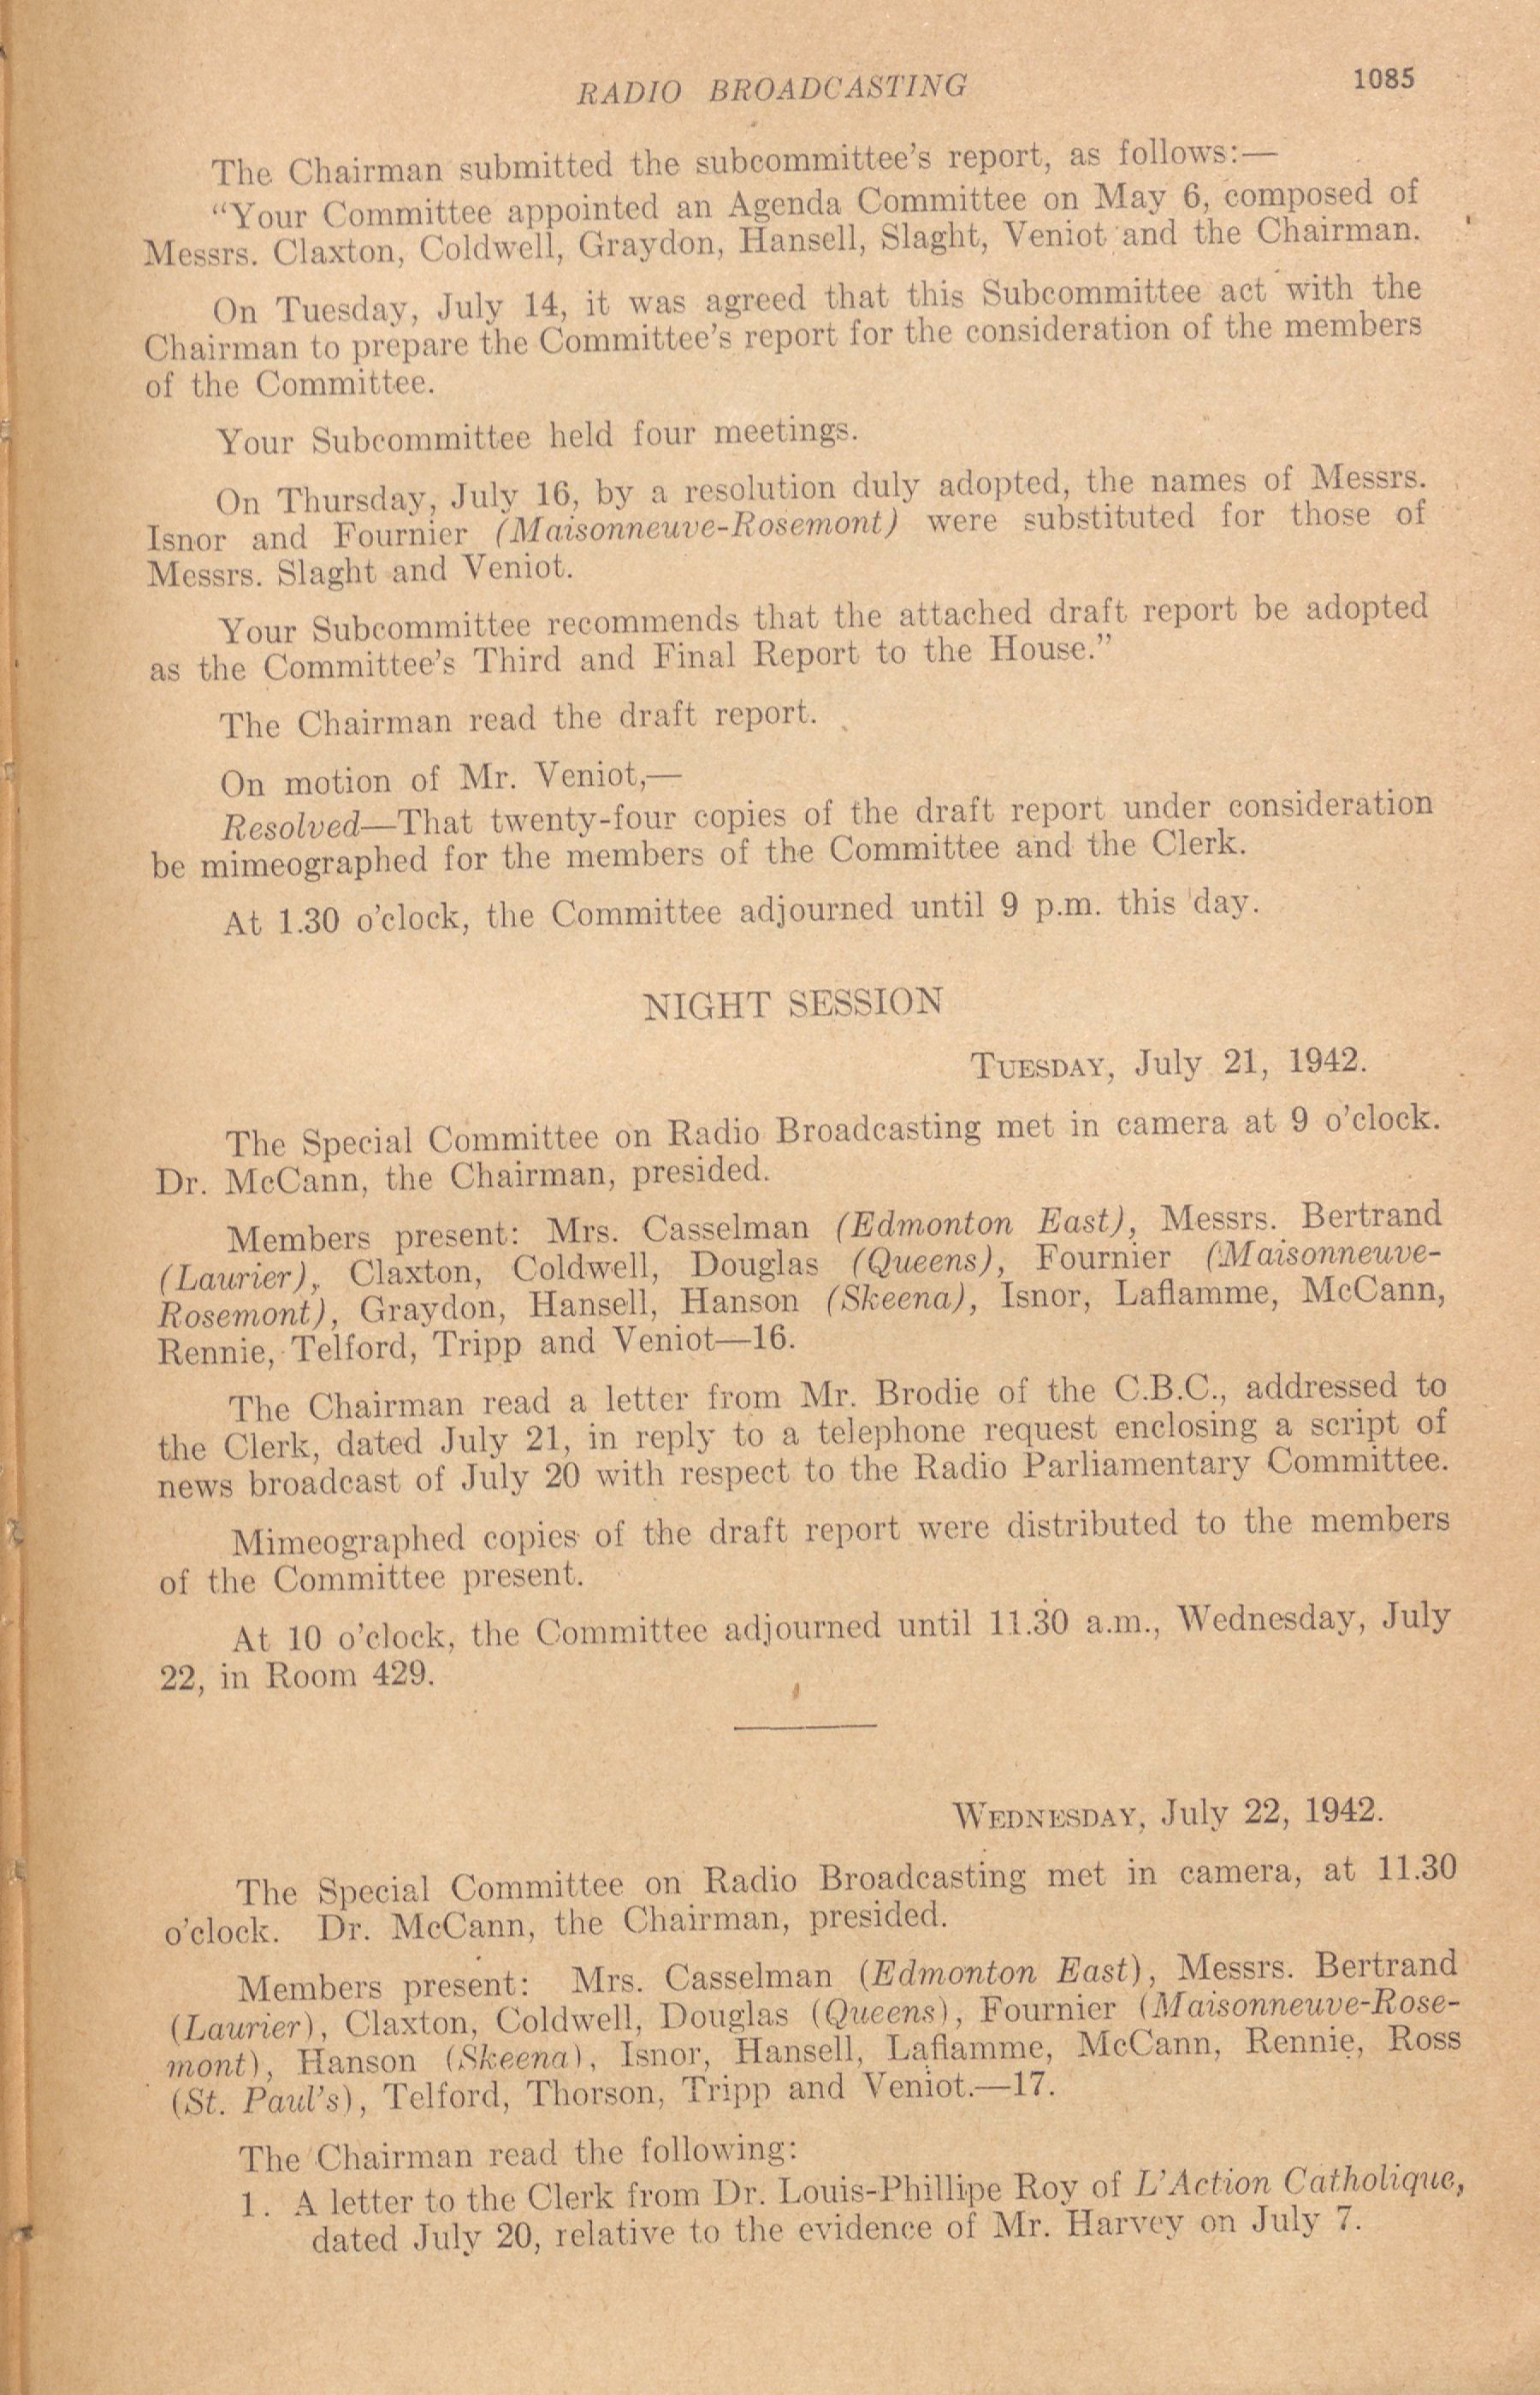 RADIO BROADCASTING 1085
The Chairman submitted the subcommittee's report, as follows:—
"Your Committee appointed an Agenda Committee on May 6, composed of
Messrs. Claxton, Coldwell, Graydon, Hansell, Slaght, Veniot and the Chairman.
On Tuesday, July 14, it was agreed that this Subcommittee act with the
Chairman to prepare the Committee's report for the consideration of the members
of the Committee.
Your Subcommittee held four meetings.
On Thursday, July 16, by a resolution duly adopted, the names of Messrs.
Isnor and Fournier (Maisonneuve-Rosemont) were substituted for those of
Messrs. Slaght and Veniot.
Your Subcommittee recommends that the attached draft report be adopted
as the Committee's Third and Final Report to the House."
The Chairman read the draft report.
On motion of Mr. Veniot,—
Resolved—That twenty-four copies of the draft report under consideration
be mimeographed for the members of the Committee and the Clerk.
At 1.30 o'clock, the Committee adjourned until 9 p.m. this day.
NIGHT SESSION
TUESDAY, July 21, 1942.
The Special Committee on Radio Broadcasting met in camera at 9 o'clock.
Dr. McCann, the Chairman, presided.
Members present: Mrs. Casselman (Edmonton East), Messrs. Bertrand
(Laurier), Claxton, Coldwell, Douglas (Queens), Fournier (Maisonneuve-
Rosemont), Graydon, Hansell, Hanson (Skeena), Isnor, Laflamme, McCann,
Rennie, Telford, Tripp and Veniot—16.
The Chairman read a letter from Mr. Brodie of the C.B.C., addressed to
the Clerk, dated July 21, in reply to a telephone request enclosing a script of
news broadcast of July 20 with respect to the Radio Parliamentary Committee.
Mimeographed copies of the draft report were distributed to the members
of the Committee present.
At 10 o'clock, the Committee adjourned until 11.30 a.m., Wednesday, July
22, in Room 429.
WEDNESDAY, July 22, 1942.
The Special Committee on Radio Broadcasting met in camera, at 11.30
o'clock. Dr. McCann, the Chairman, presided.
Members present: Mrs. Casselman (Edmonton East), Messrs. Bertrand
(Laurier), Claxton, Coldwell, Douglas (Queens), Fournier (Maisonneuve-Rose-
mont), Hanson (Skeena), Isnor, Hansell, Laflamme, McCann, Rennie, Ross
(St. Paul's), Telford, Thorson, Tripp and Veniot.—17.
The Chairman read the following:
1. A letter to the Clerk from Dr. Louis-Phillipe Roy of L'Action Catholique,
dated July 20, relative to the evidence of Mr. Harvey on July 7.